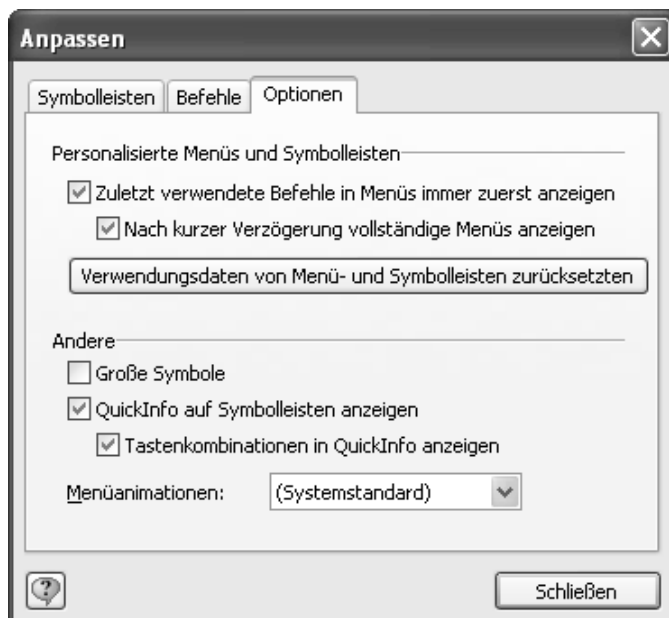 Anpassen
Symbolleisten Befehle Optionen
Personalisierte Menüs und Symbolleisten
Zuletzt verwendete Befehle in Menüs immer zuerst anzeigen
Nach kurzer Verzögerung vollständige Menüs anzeigen
Verwendungsdaten von Menü- und Symbolleisten zurücksetzten
Andere
Große Symbole
QuickInfo auf Symbolleisten anzeigen
Tastenkombinationen in QuickInfo anzeigen
Menüanimationen: (Systemstandard)
? Schließen